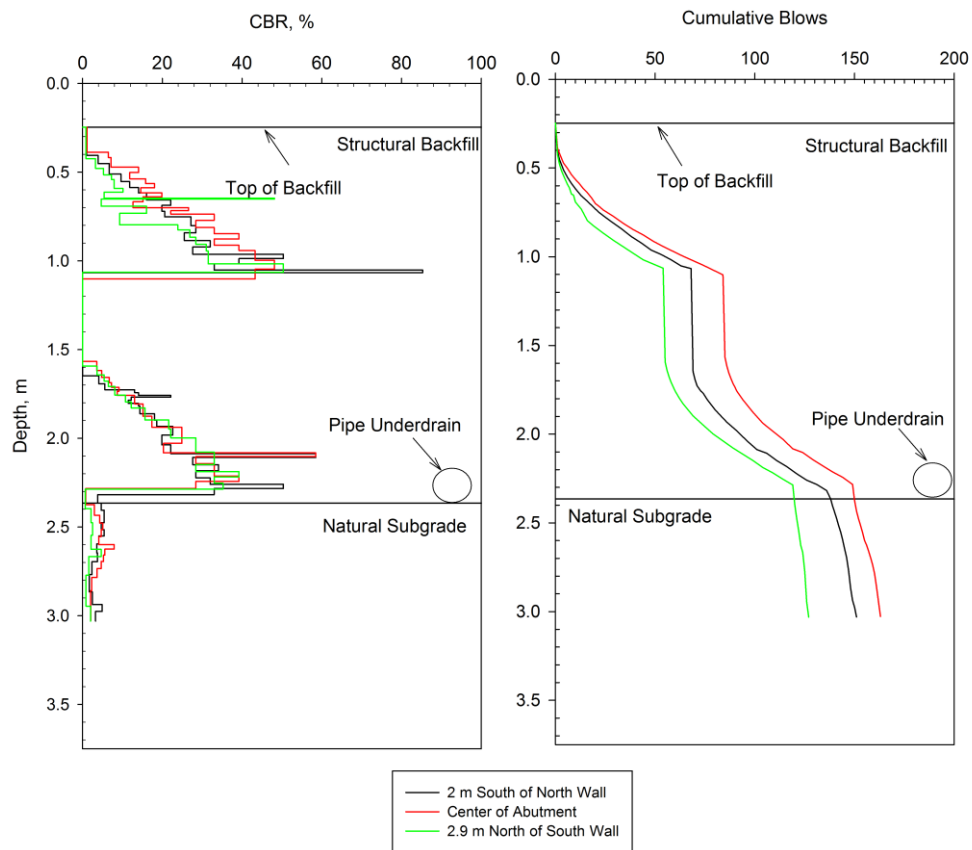 CBR, %
0 20 40 60 80 100
0.0
0.5
1.0
1.5
2.0
2.5
3.0
3.5
Depth, m
Structural Backfill
Top of Backfill
Pipe Underdrain
Natural Subgrade
Cumulative Blows
0 50 100 150 200
0.0
0.5
1.0
1.5
2.0
2.5
3.0
3.5
Structural Backfill
Top of Backfill
Pipe Underdrain
Natural Subgrade
2 m South of North Wall
Center of Abutment
2.9 m North of South Wall